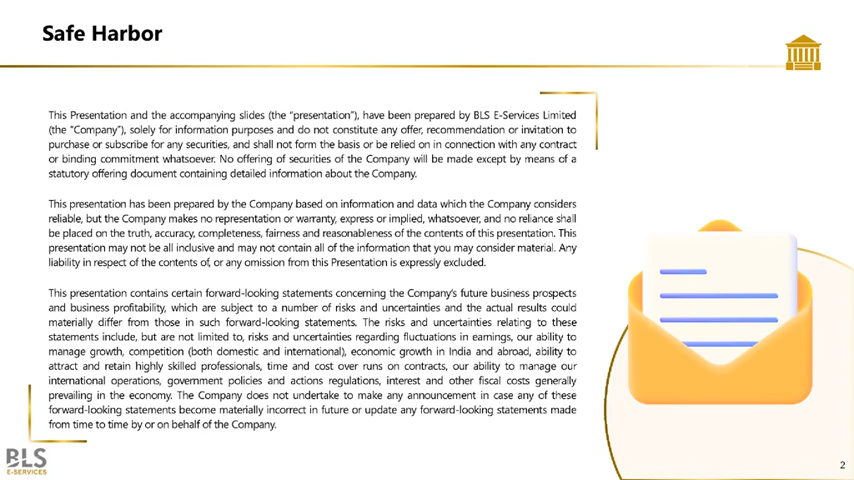 Safe Harbor
This Presentation and the accompanying slides (the "presentation"), have been prepared by BLS E-Services Limited
(the "Company"), solely for information purposes and do not constitute any offer, recommendation or invitation to
purchase or subscribe for any securities, and shall not form the basis or be relied on in connection with any contract
or binding commitment whatsoever. No offering of securities of the Company will be made except by means of a
statutory offering document containing detailed information about the Company.
This presentation has been prepared by the Company based on information and data which the Company considers
reliable, but the Company makes no representation or warranty, express or implied, whatsoever, and no reliance shall
be placed on the truth, accuracy, completeness, fairness and reasonableness of the contents of this presentation. This
presentation may not be all inclusive and may not contain all of the information that you may consider material. Any
liability in respect of the contents of, or any omission from this Presentation is expressly excluded.
This presentation contains certain forward-looking statements concerning the Company's future business prospects
and business profitability, which are subject to a number of risks and uncertainties and the actual results could
materially differ from those in such forward-looking statements. The risks and uncertainties relating to these
statements include, but are not limited to, risks and uncertainties regarding fluctuations in earnings, our ability to
manage growth, competition (both domestic and international), economic growth in India and abroad, ability to
attract and retain highly skilled professionals, time and cost over runs on contracts, our ability to manage our
international operations, government policies and actions regulations, interest and other fiscal costs generally
prevailing in the economy. The Company does not undertake to make any announcement in case any of these
forward-looking statements become materially incorrect in future or update any forward-looking statements made
from time to time by or on behalf of the Company.
BLS
E-SERVICES
2